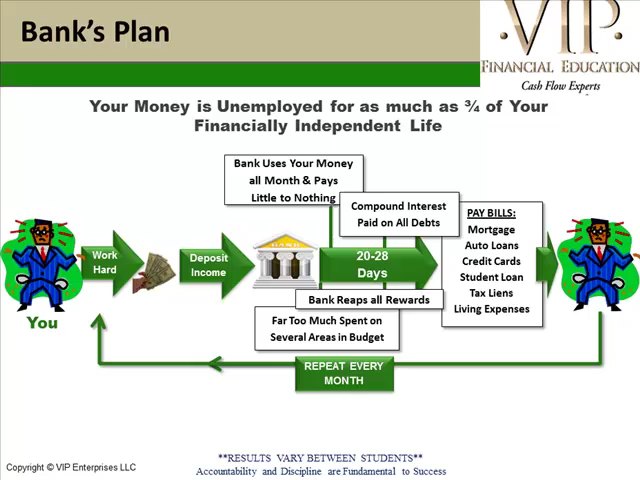 Bank's Plan
VIP
FINANCIAL EDUCATION
Cash Flow Experts
Your Money is Unemployed for as much as ¾ of Your
Financially Independent Life
Bank Uses Your Money
all Month & Pays
Little to Nothing
Compound Interest
Paid on All Debts
PAY BILLS:
Mortgage
Auto Loans
Credit Cards
Student Loan
Tax Liens
Living Expenses
Work
Hard
Deposit
Income
BANK
20-28
Days
Bank Reaps all Rewards
Far Too Much Spent on
Several Areas in Budget
You
REPEAT EVERY
MONTH
**RESULTS VARY BETWEEN STUDENTS**
Accountability and Discipline are Fundamental to Success
Copyright © VIP Enterprises LLC